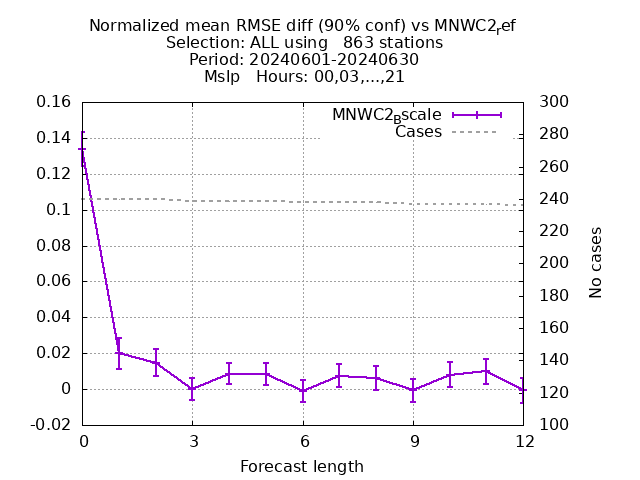 Normalized mean RMSE diff (90% conf) vs MNWC2ref
Selection: ALL using   863 stations
Period: 20240601-20240630
Mslp   Hours: 00,03,...,21
MNWC2Bscale
Cases
0.16
0.14
0.12
0.1
0.08
0.06
0.04
0.02
0
-0.02
300
280
260
240
220
200
180
160
140
120
100
No cases
0 3 6 9 12
Forecast length